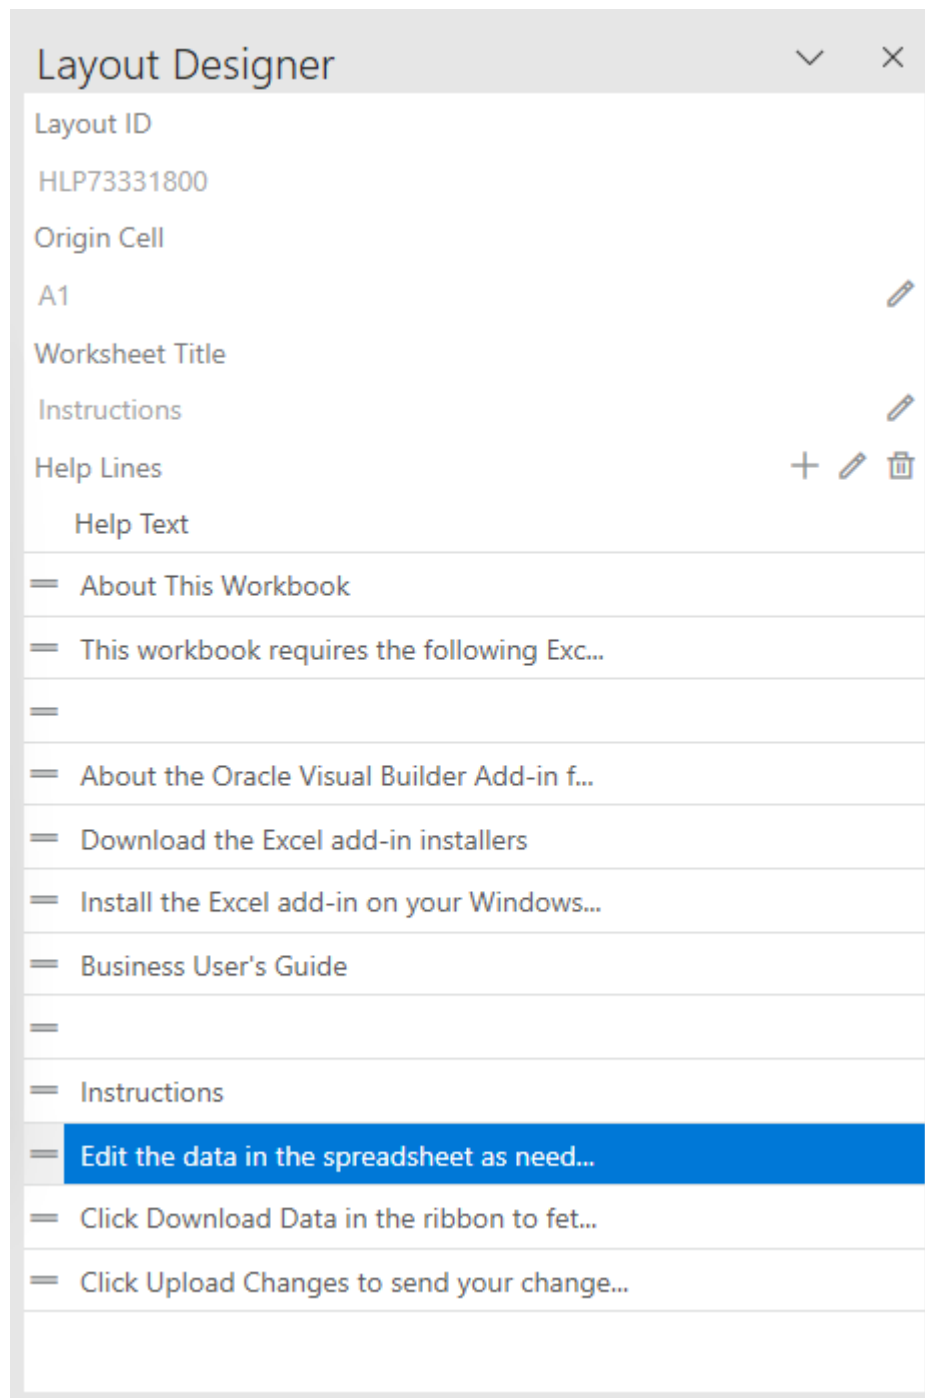 Layout Designer
Layout ID
HLP73331800
Origin Cell
A1
Worksheet Title
Instructions
Help Lines
Help Text
About This Workbook
This workbook requires the following Exc...
About the Oracle Visual Builder Add-in f...
Download the Excel add-in installers
Install the Excel add-in on your Windows...
Business User's Guide
Instructions
Edit the data in the spreadsheet as need...
Click Download Data in the ribbon to fet...
Click Upload Changes to send your change...